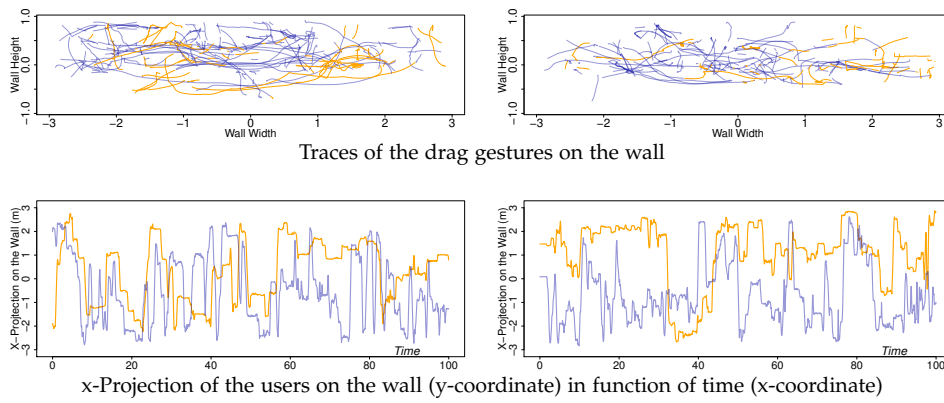 Wall Height
1.0
0.0
−1.0
−3 −2 −1 0 1 2 3
Wall Width
Wall Height
1.0
0.0
−1.0
−3 −2 −1 0 1 2 3
Wall Width
Traces of the drag gestures on the wall
X−Projection on the Wall (m)
3
2
1
0
−1
−2
−3
Time
0 20 40 60 80 100
X−Projection on the Wall (m)
3
2
1
0
−1
−2
−3
Time
0 20 40 60 80 100
x-Projection of the users on the wall (y-coordinate) in function of time (x-coordinate)